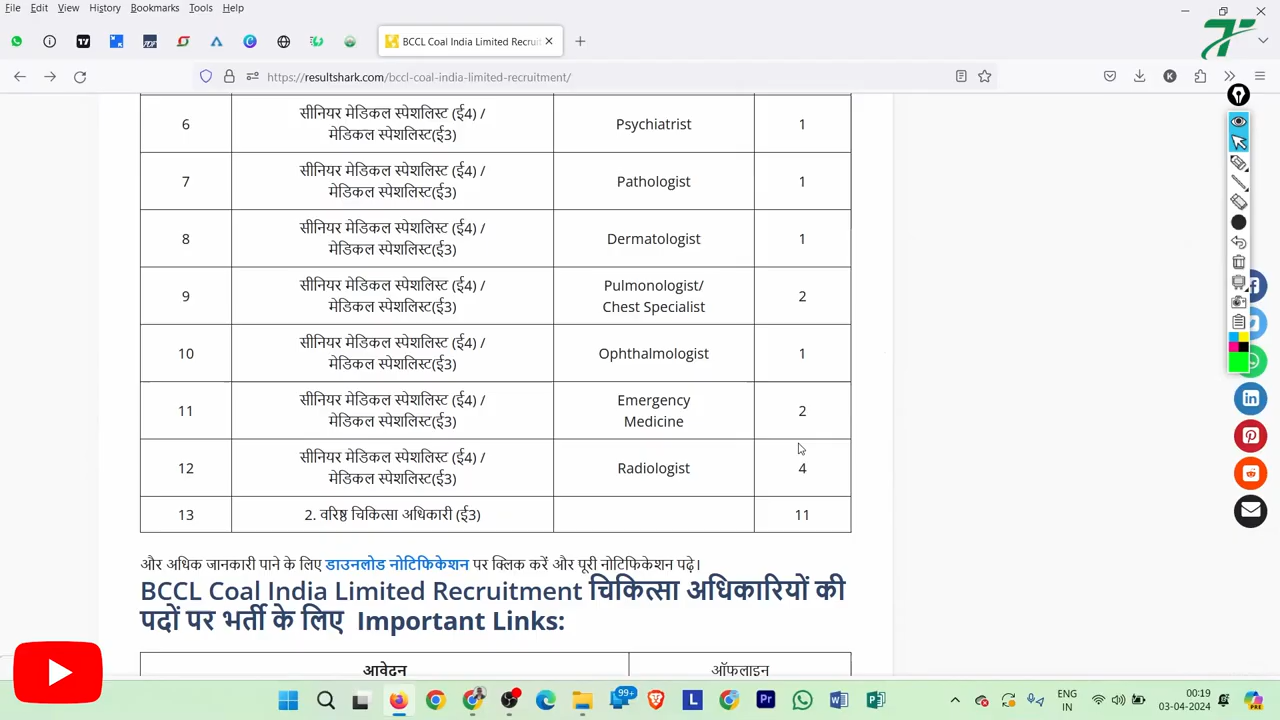 File Edit View History Bookmarks Tools Help
BCCL Coal India Limited Recruit
https://resultshark.com/bccl-coal-india-limited-recruitment/
6 सीनियर मेडिकल स्पेशलिस्ट (ई4) / Psychiatrist 1
मेडिकल स्पेशलिस्ट(ई3)
7 सीनियर मेडिकल स्पेशलिस्ट (ई4) / Pathologist 1
मेडिकल स्पेशलिस्ट(ई3)
8 सीनियर मेडिकल स्पेशलिस्ट (ई4) / Dermatologist 1
मेडिकल स्पेशलिस्ट(ई3)
9 सीनियर मेडिकल स्पेशलिस्ट (ई4) / Pulmonologist/ 2
मेडिकल स्पेशलिस्ट(ई3) Chest Specialist
10 सीनियर मेडिकल स्पेशलिस्ट (ई4) / Ophthalmologist 1
मेडिकल स्पेशलिस्ट(ई3)
11 सीनियर मेडिकल स्पेशलिस्ट (ई4) / Emergency 2
मेडिकल स्पेशलिस्ट(ई3) Medicine
12 सीनियर मेडिकल स्पेशलिस्ट (ई4) / Radiologist 4
मेडिकल स्पेशलिस्ट(ई3)
13 2. वरिष्ठ चिकित्सा अधिकारी (ई3) 11
और अधिक जानकारी पाने के लिए डाउनलोड नोटिफिकेशन पर क्लिक करें और पूरी नोटिफिकेशन पढ़े।
BCCL Coal India Limited Recruitment चिकित्सा अधिकारियों की
पदों पर भर्ती के लिए Important Links:
आवेदन ऑफलाइन
99+
ENG 00:19
IN 03-04-2024